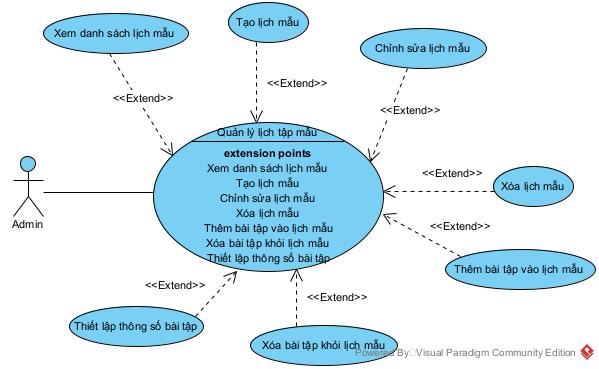 Tạo lịch mẫu
Xem danh sách lịch mẫu
Chỉnh sửa lịch mẫu
<<Extend>>
<<Extend>>
<<Extend>>
Quản lý lịch tập mẫu
extension points
Xem danh sách lịch mẫu
Tạo lịch mẫu
Chỉnh sửa lịch mẫu
Xóa lịch mẫu
Thêm bài tập vào lịch mẫu
Xóa bài tập khỏi lịch mẫu
Thiết lập thông số bài tập
<<Extend>>
Xóa lịch mẫu
Admin
<<Extend>>
Thêm bài tập vào lịch mẫu
<<Extend>>
<<Extend>>
Thiết lập thông số bài tập
Xóa bài tập khỏi lịch mẫu
Powered By Visual Paradigm Community Edition